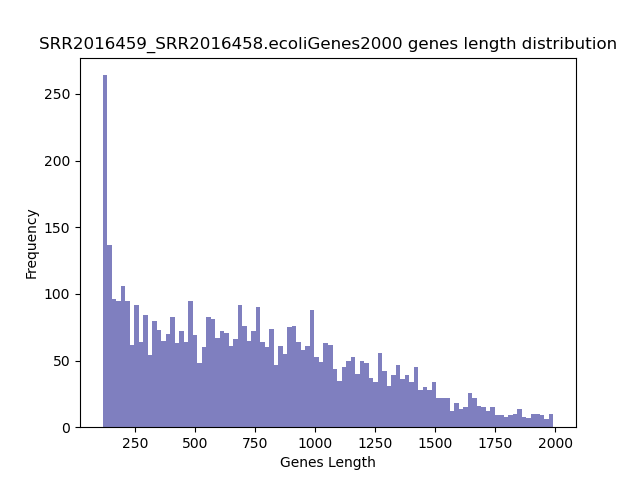 SRR2016459_SRR2016458.ecoliGenes2000 genes length distribution
250
200
150
100
50
0
Frequency
250 500 750 1000 1250 1500 1750 2000
Genes Length